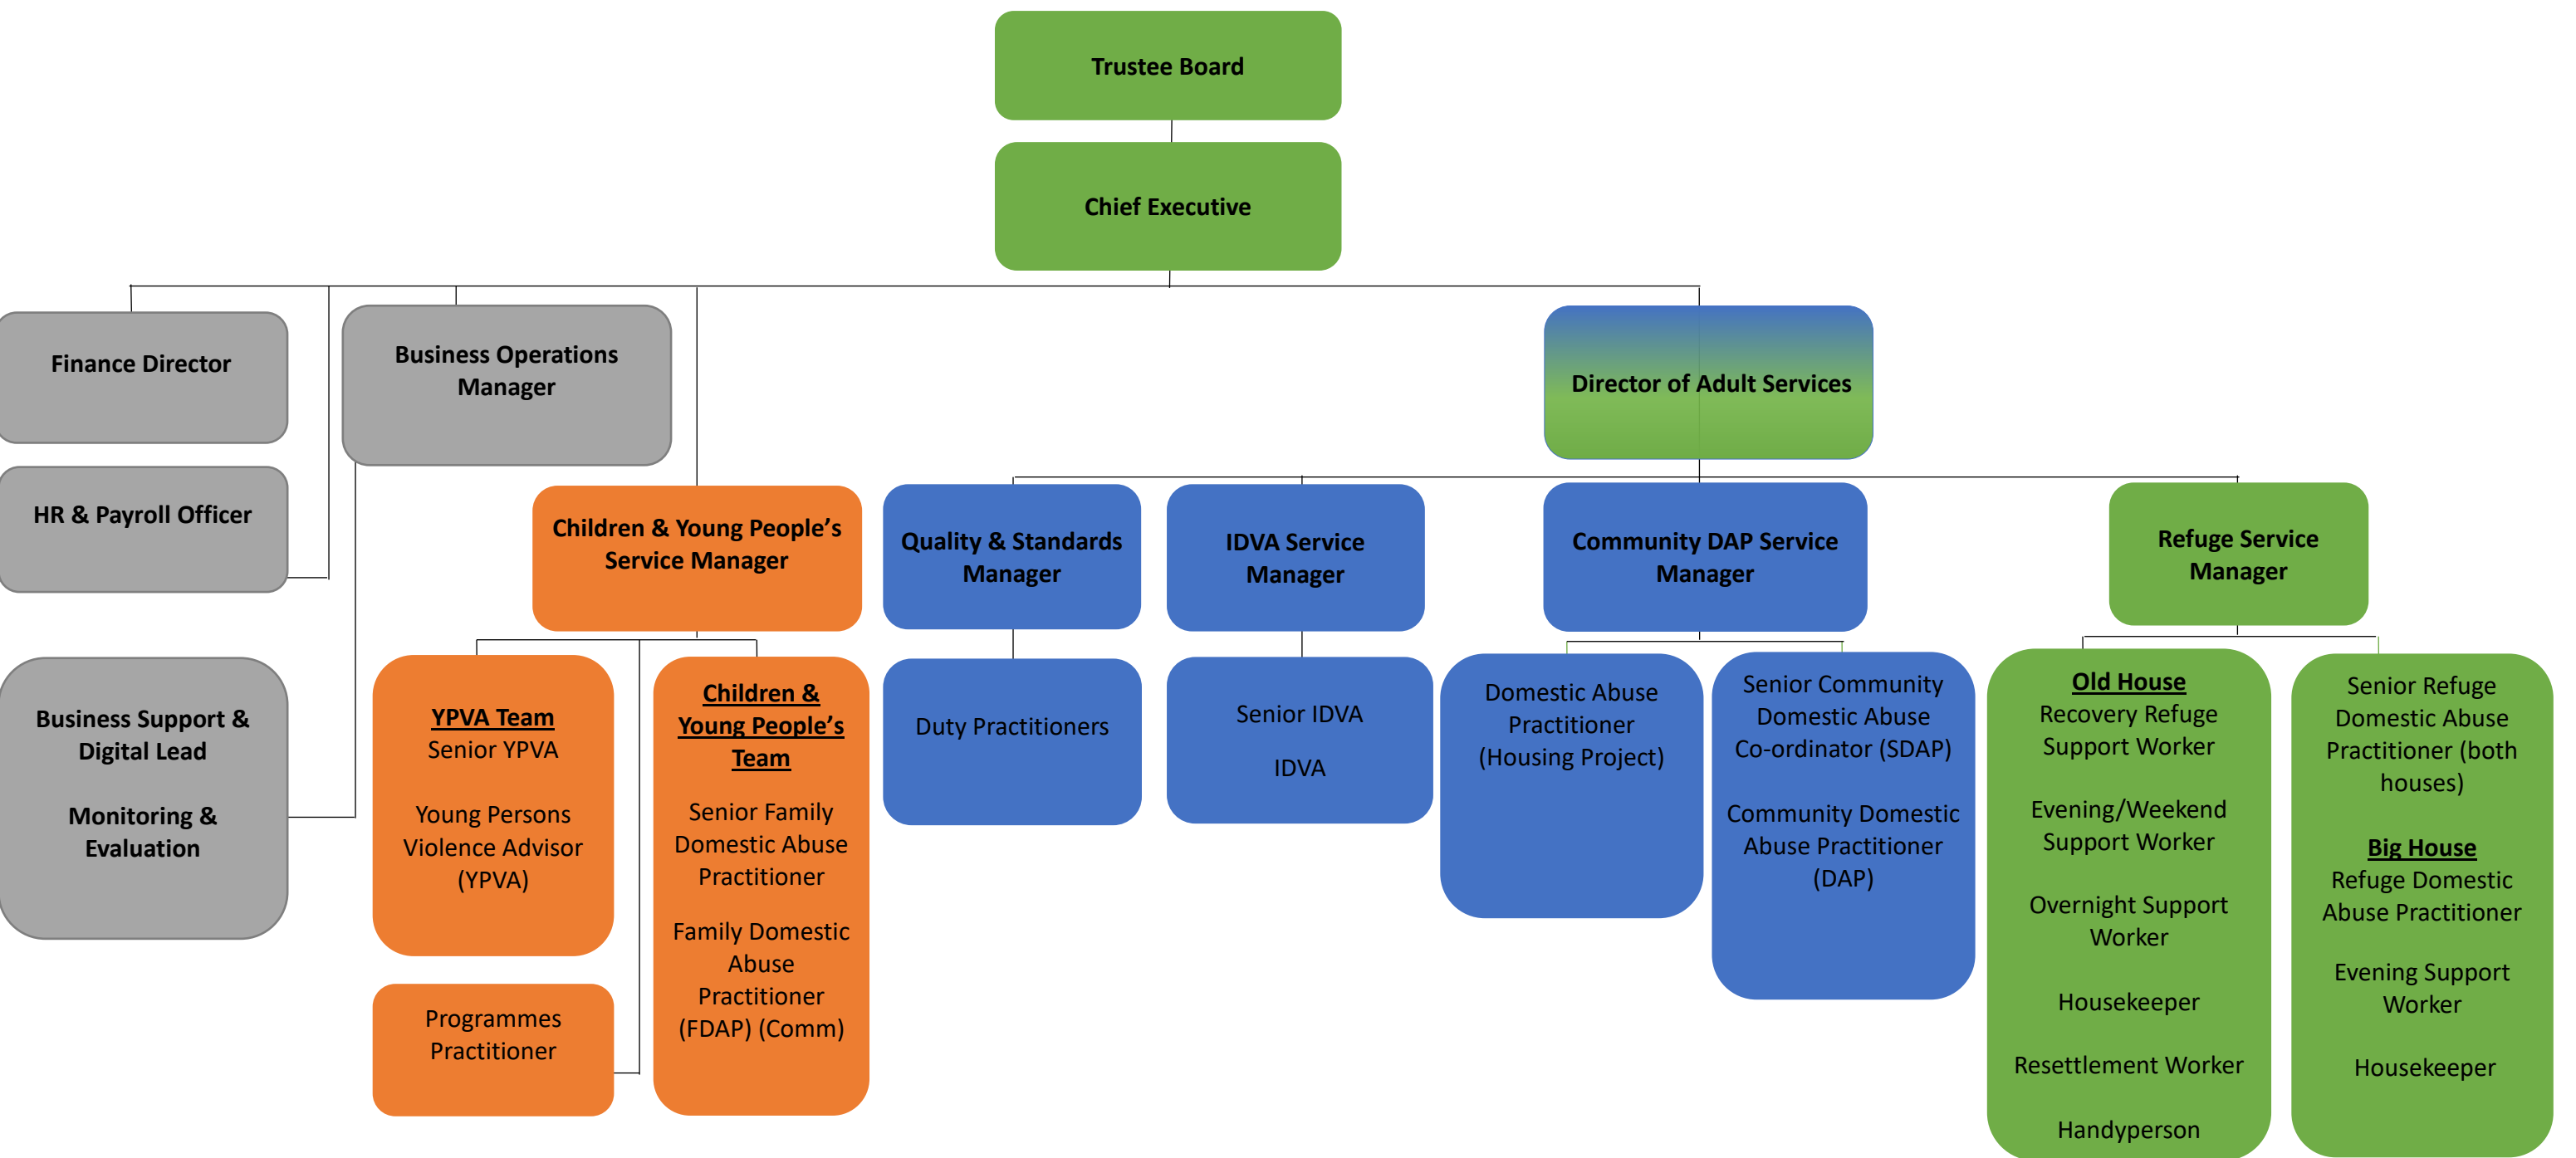 Trustee Board
Chief Executive
Finance Director
Business Operations
Manager
Director of Adult Services
HR & Payroll Officer
Children & Young People’s
Service Manager
Quality & Standards
Manager
IDVA Service
Manager
Community DAP Service
Manager
Refuge Service
Manager
Business Support &
Digital Lead
Monitoring &
Evaluation
YPVA Team
Senior YPVA
Young Persons
Violence Advisor
(YPVA)
Programmes
Practitioner
Children &
Young People’s
Team
Senior Family
Domestic Abuse
Practitioner
Family Domestic
Abuse
Practitioner
(FDAP) (Comm)
Duty Practitioners
Senior IDVA
IDVA
Domestic Abuse
Practitioner
(Housing Project)
Senior Community
Domestic Abuse
Co-ordinator (SDAP)
Community Domestic
Abuse Practitioner
(DAP)
Old House
Recovery Refuge
Support Worker
Evening/Weekend
Support Worker
Overnight Support
Worker
Housekeeper
Resettlement Worker
Handyperson
Senior Refuge
Domestic Abuse
Practitioner (both
houses)
Big House
Refuge Domestic
Abuse Practitioner
Evening Support
Worker
Housekeeper